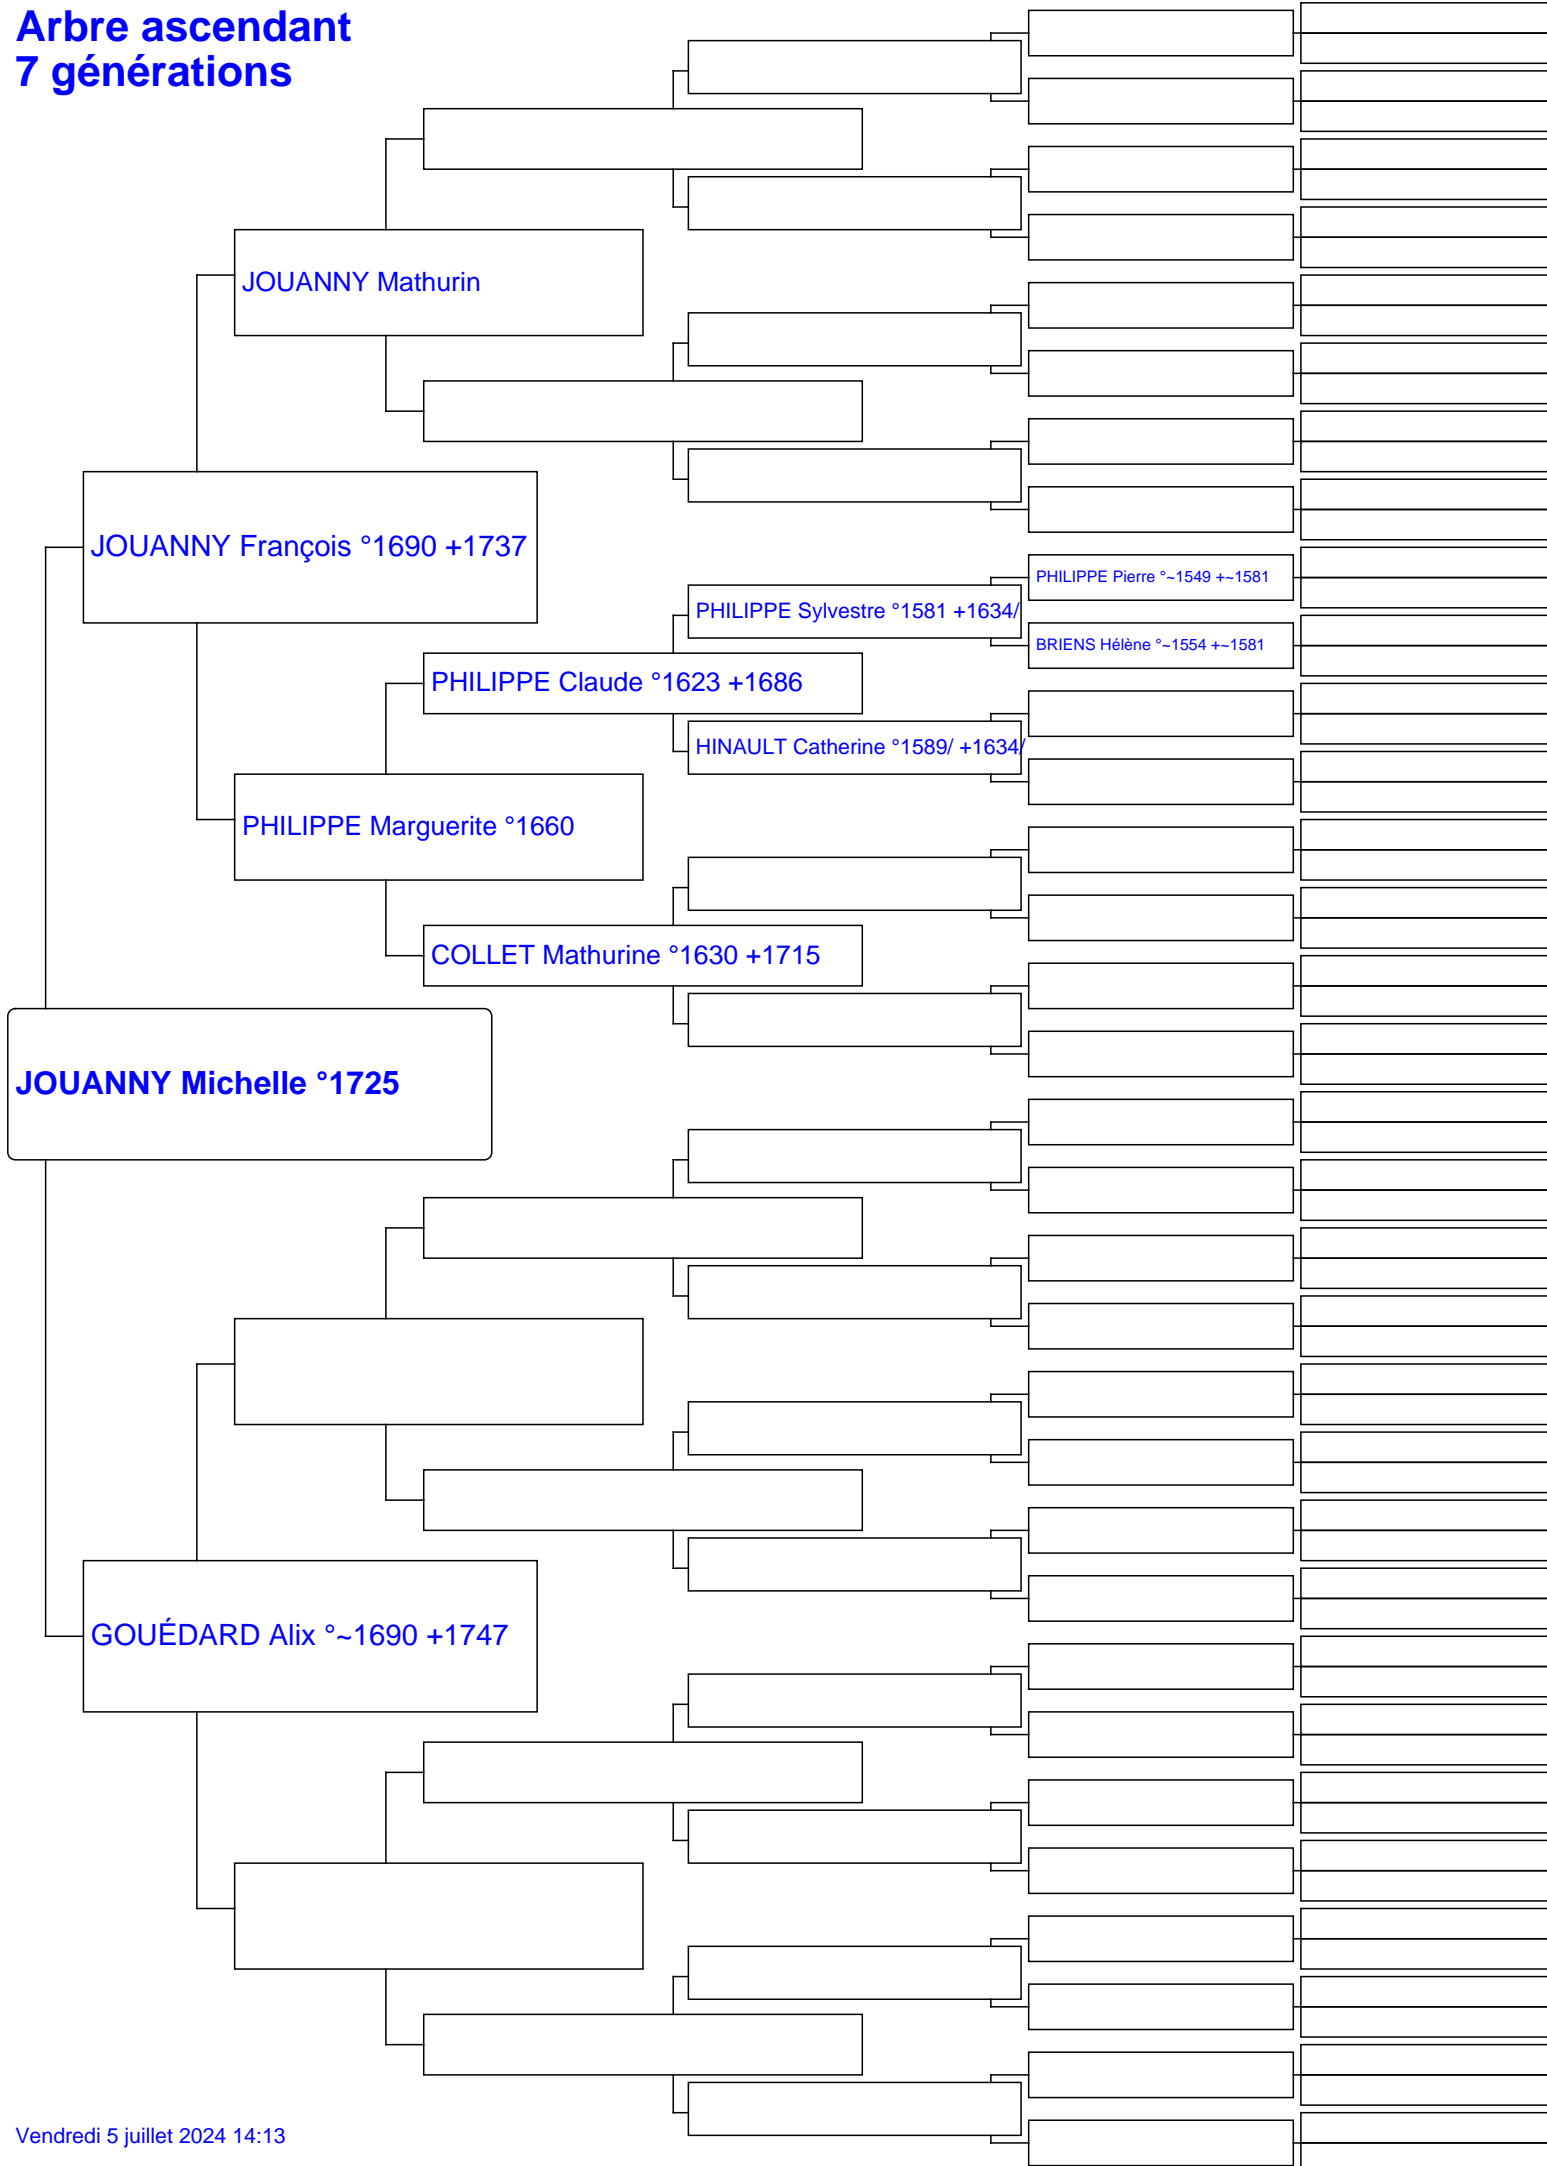 Arbre ascendant
7 générations
JOUANNY Mathurin
JOUANNY François °1690 +1737
PHILIPPE Pierre °~1549 +~1581
PHILIPPE Sylvestre °1581 +1634/
BRIENS Hélène °~1554 +~1581
PHILIPPE Claude °1623 +1686
HINAULT Catherine °1589/ +1634/
PHILIPPE Marguerite °1660
COLLET Mathurine °1630 +1715
JOUANNY Michelle °1725
GOUÉDARD Alix °~1690 +1747
Vendredi 5 juillet 2024 14:13